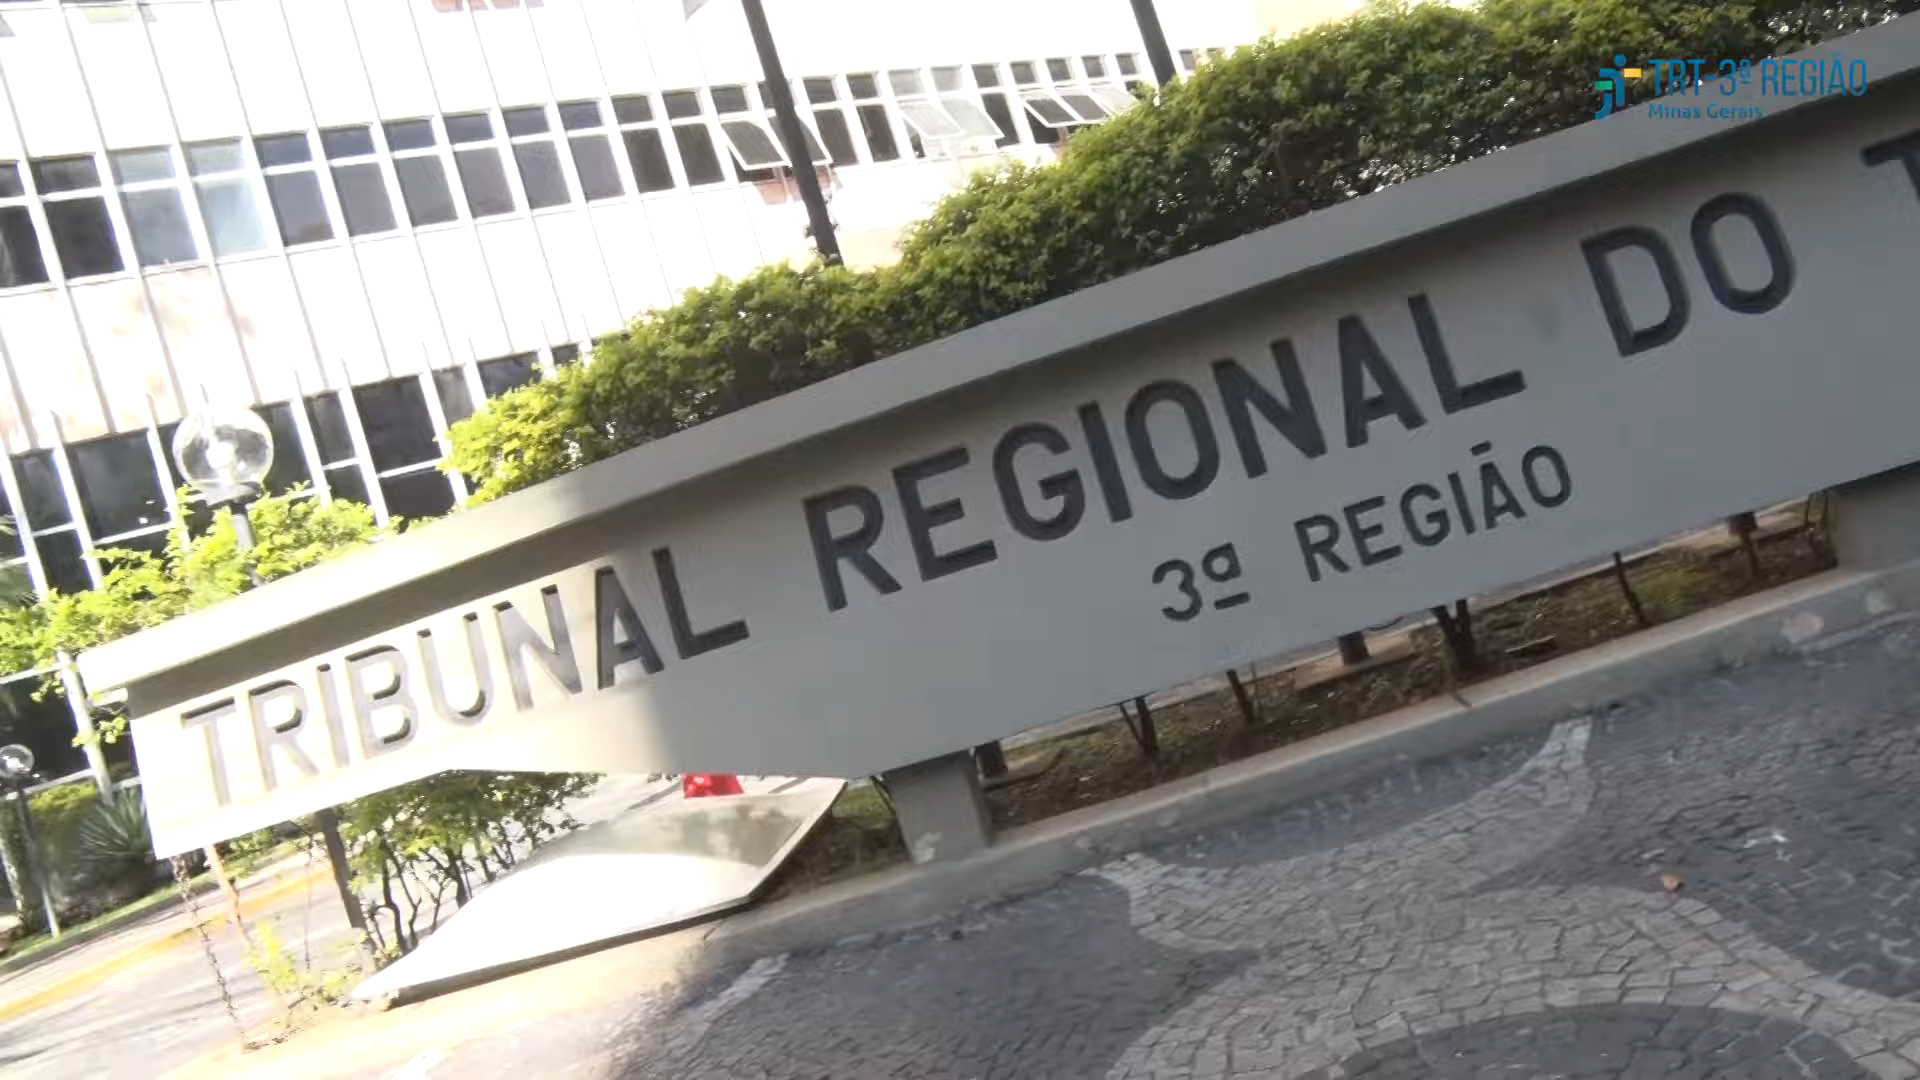 TRT-3ª REGIÃO
Minas Gerais
TRIBUNAL REGIONAL DO T
3ª REGIÃO